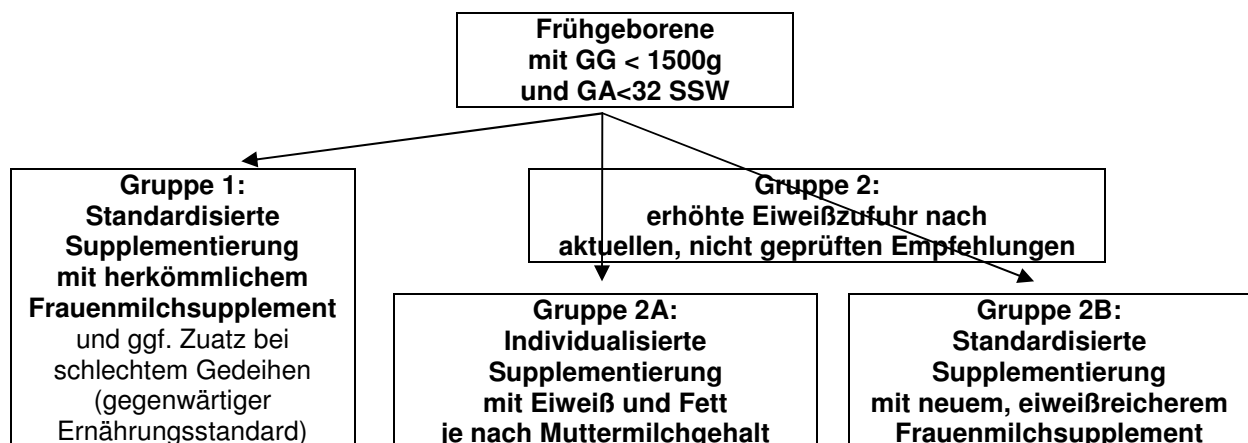 Frühgeborene
mit GG < 1500g
und GA<32 SSW
Gruppe 1:
Standardisierte
Supplementierung
mit herkömmlichem
Frauenmilchsupplement
und ggf. Zusatz bei
schlechtem Gedeihen
(gegenwärtiger
Ernährungsstandard)
Gruppe 2:
erhöhte Eiweißzufuhr nach
aktuellen, nicht geprüften Empfehlungen
Gruppe 2A:
Individualisierte
Supplementierung
mit Eiweiß und Fett
je nach Muttermilchgehalt
Gruppe 2B:
Standardisierte
Supplementierung
mit neuem, eiweißreicherem
Frauenmilchsupplement